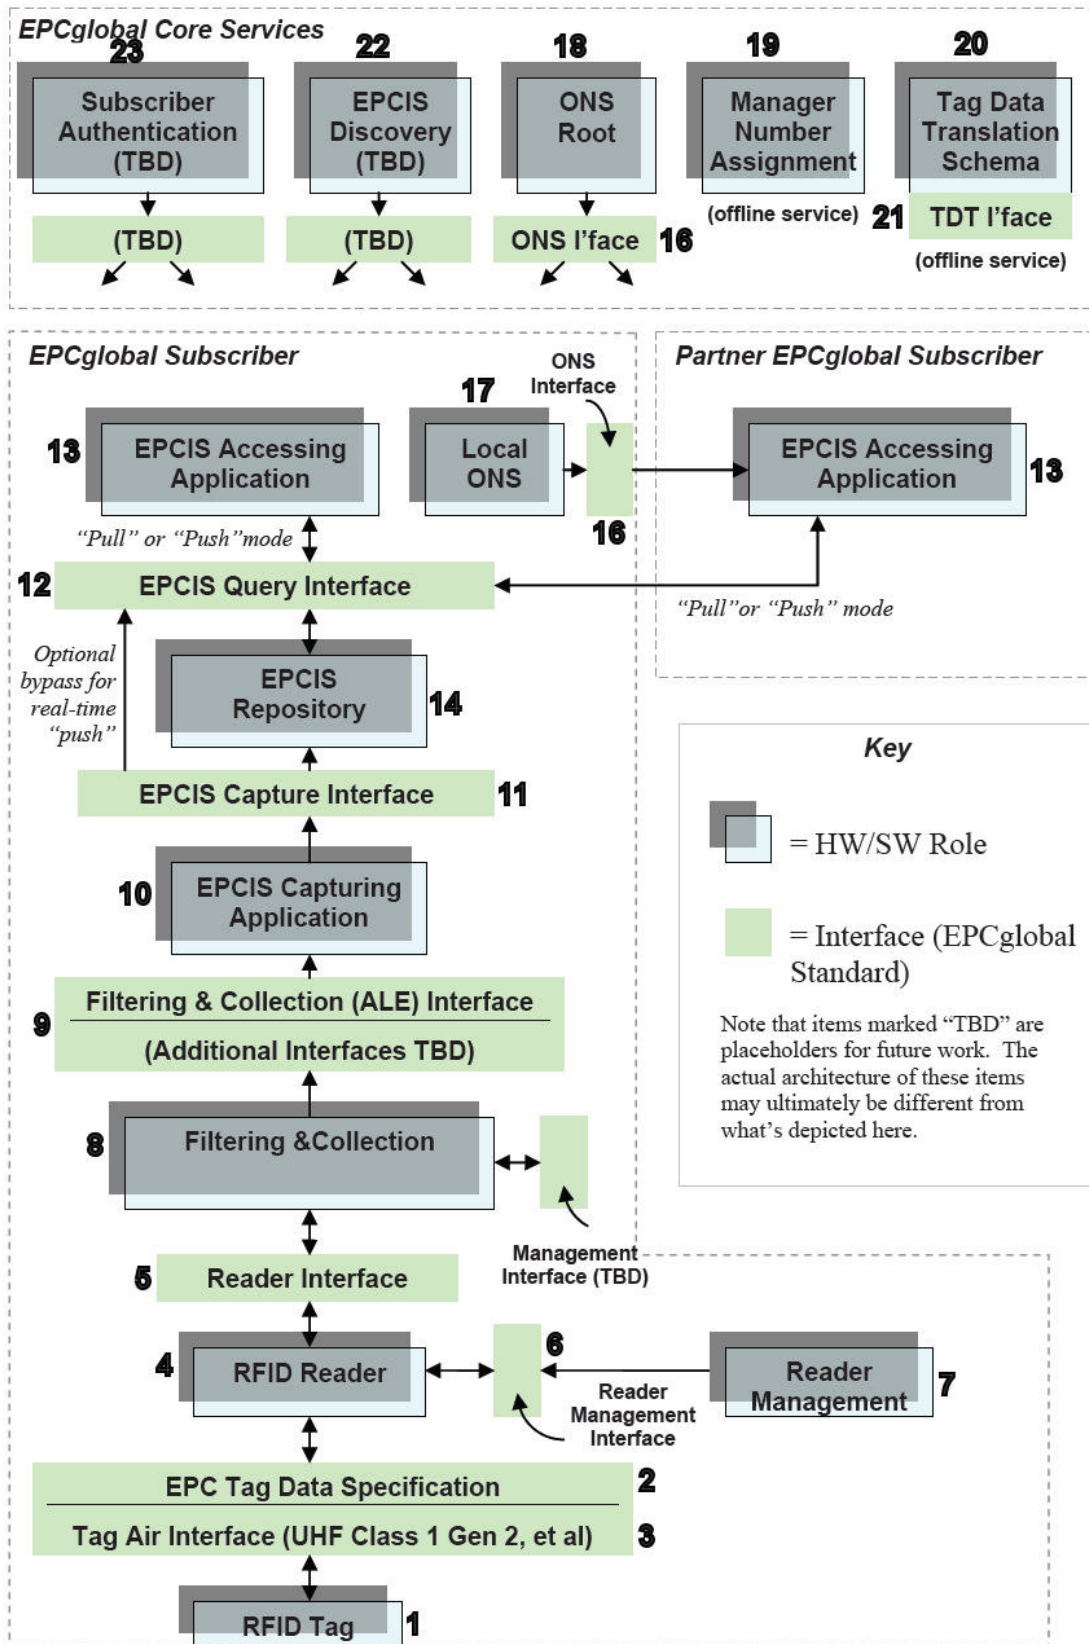 EPCglobal Core Services
23
22
18
19
20
Subscriber
Authentication
(TBD)
EPCIS
Discovery
(TBD)
ONS
Root
Manager
Number
Assignment
Tag Data
Translation
Schema
(offline service)
(TBD)
(TBD)
ONS I'face
16
21
TDT I'face
(offline service)
EPCglobal Subscriber
ONS
Interface
17
13
EPCIS Accessing
Application
Local
ONS
16
"Pull" or "Push"mode
12
EPCIS Query Interface
Optional
bypass for
real-time
"push"
EPCIS
Repository
14
EPCIS Capture Interface
11
10
EPCIS Capturing
Application
9
Filtering & Collection (ALE) Interface
(Additional Interfaces TBD)
8
Filtering &Collection
Management
Interface (TBD)
5
Reader Interface
4
RFID Reader
6
Reader
Management
Interface
Reader
Management
7
EPC Tag Data Specification
2
Tag Air Interface (UHF Class 1 Gen 2, et al)
3
RFID Tag
1
Partner EPCglobal Subscriber
EPCIS Accessing
Application
13
"Pull"or "Push" mode
Key
= HW/SW Role
= Interface (EPCglobal
Standard)
Note that items marked "TBD" are
placeholders for future work. The
actual architecture of these items
may ultimately be different from
what's depicted here.